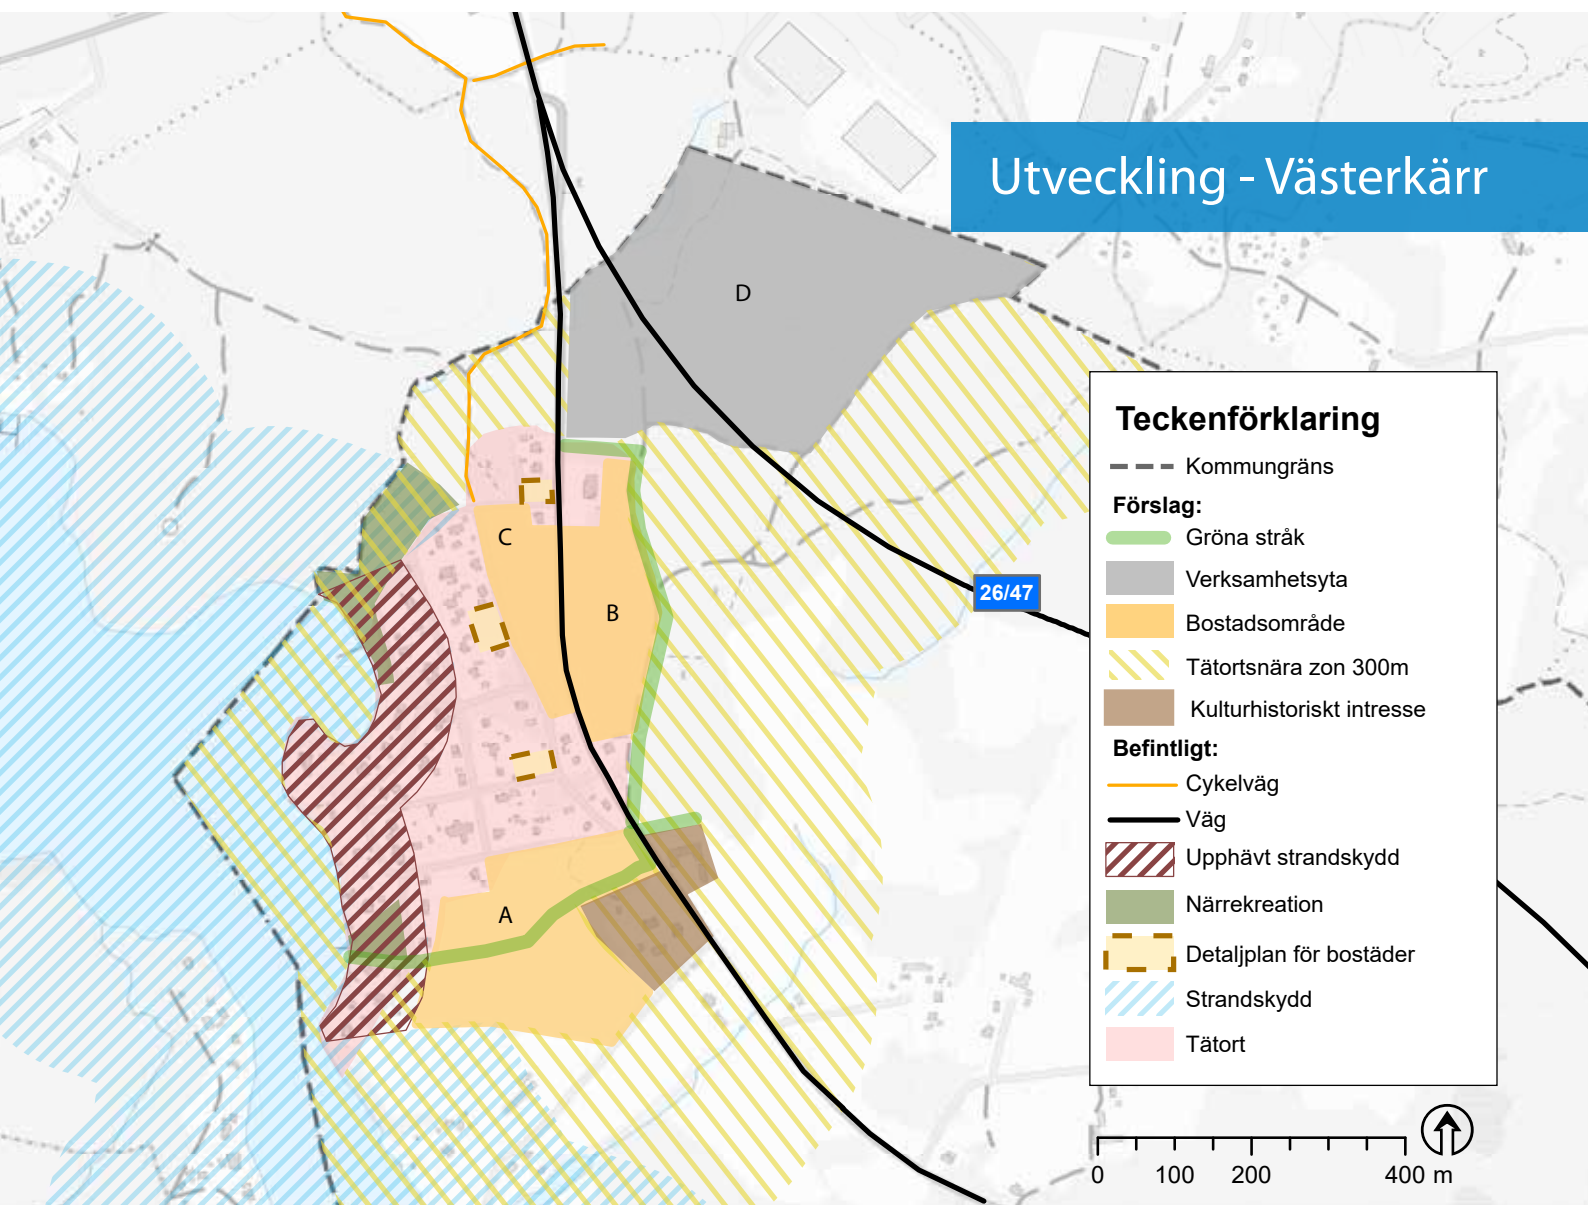 Utveckling - Västerkärr
D
C
B
A
26/47
Teckenförklaring
Kommungräns
Förslag:
Gröna stråk
Verksamhetsyta
Bostadsområde
Tätortsnära zon 300m
Kulturhistoriskt intresse
Befintligt:
Cykelväg
Väg
Upphävt strandskydd
Närrekreation
Detaljplan för bostäder
Strandskydd
Tätort
0 100 200 400 m